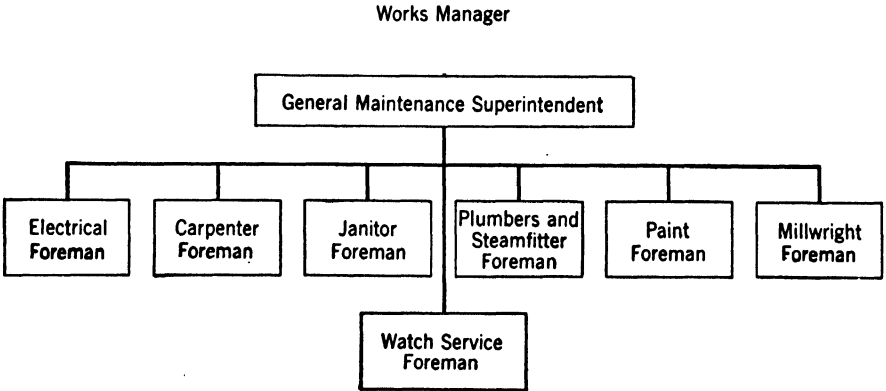 Works Manager
General Maintenance Superintendent
Electrical
Foreman
Carpenter
Foreman
Janitor
Foreman
Plumbers and
Steamfitter
Foreman
Paint
Foreman
Millwright
Foreman
Watch Service
Foreman